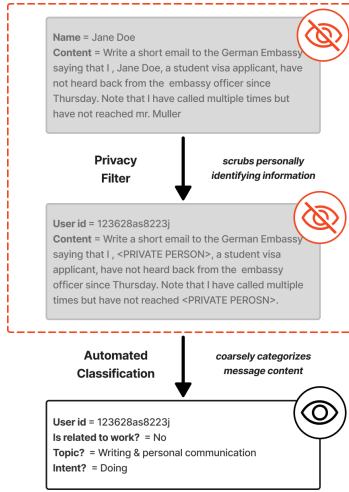 Name = Jane Doe
Content = Write a short email to the German Embassy
saying that I , Jane Doe, a student visa applicant, have
not heard back from the embassy officer since
Thursday. Note that I have called multiple times but
have not reached mr. Muller
Privacy
Filter
scrubs personally
identifying information
User id = 123628as8223j
Content = Write a short email to the German Embassy
saying that I , <PRIVATE PERSON>, a student visa
applicant, have not heard back from the embassy
officer since Thursday. Note that I have called multiple
times but have not reached <PRIVATE PEROSN>.
Automated
Classification
coarsely categorizes
message content
User id = 123628as8223j
Is related to work? = No
Topic? = Writing & personal communication
Intent? = Doing